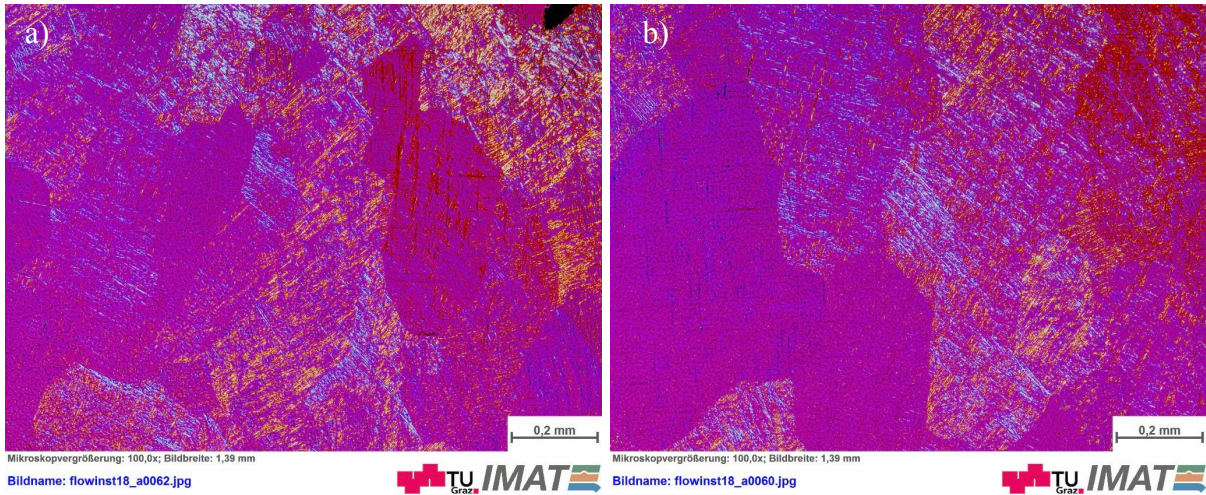 a)
0,2 mm
Mikroskopvergrößerung: 100,0x; Bildbreite: 1,39 mm
Bildname: flowinst18_a0062.jpg
TU
Graz
IMAT
b)
0,2 mm
Mikroskopvergrößerung: 100,0x; Bildbreite: 1,39 mm
Bildname: flowinst18_a0060.jpg
TU
Graz
IMAT